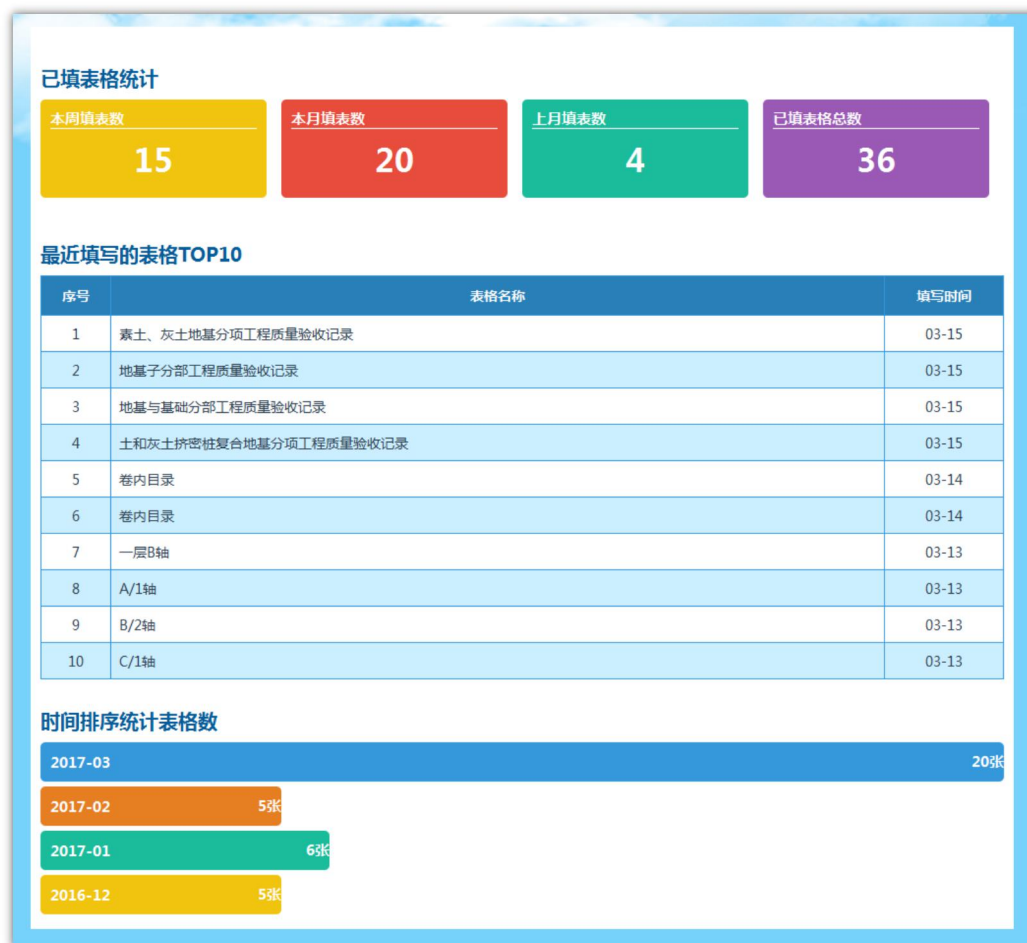 已填表格统计
本周填表数 本月填表数 上月填表数 已填表格总数
15 20 4 36
最近填写的表格TOP10
序号 表格名称 填写时间
1 素土、灰土地基分项工程质量验收记录 03-15
2 地基子分部工程质量验收记录 03-15
3 地基与基础分部工程质量验收记录 03-15
4 土和灰土挤密桩复合地基分项工程质量验收记录 03-15
5 卷内目录 03-14
6 卷内目录 03-14
7 一层B轴 03-13
8 A/1轴 03-13
9 B/2轴 03-13
10 C/1轴 03-13
时间排序统计表格数
2017-03 20张
2017-02 5张
2017-01 6张
2016-12 5张